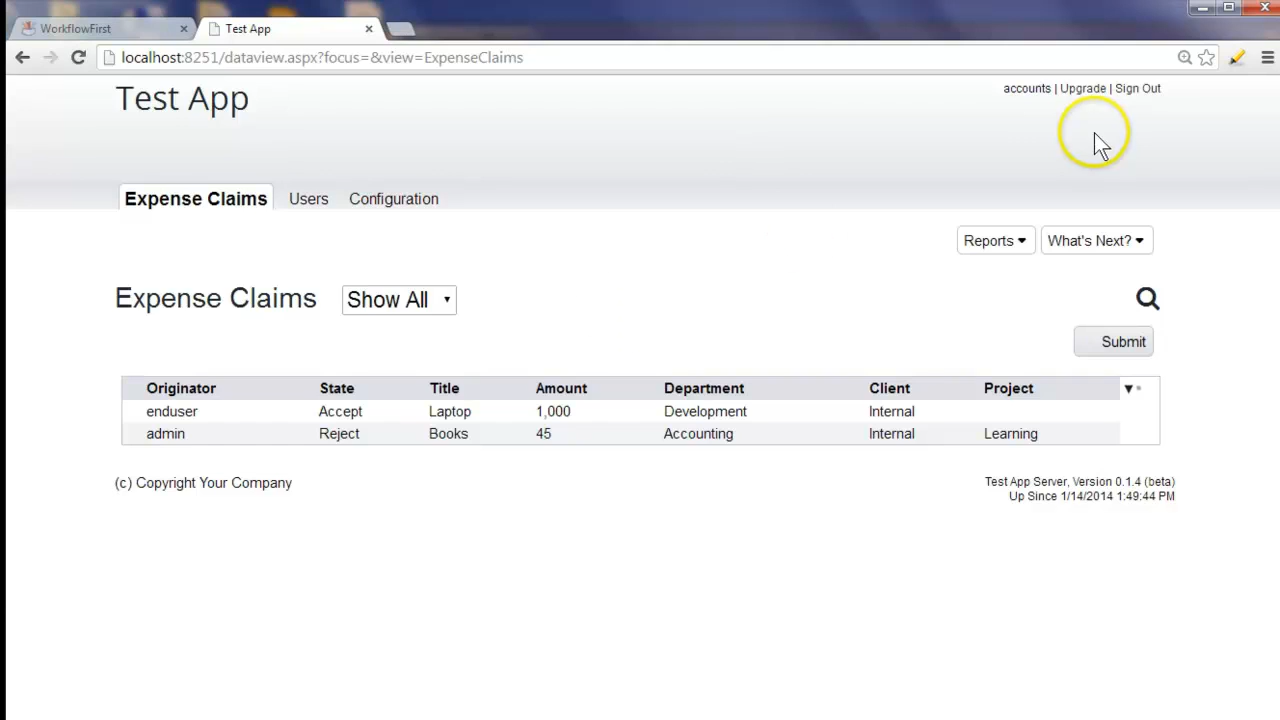 WorkflowFirst
Test App
localhost:8251/dataview.aspx?focus=&view=ExpenseClaims
Test App
accounts | Upgrade | Sign Out
Expense Claims Users Configuration
Reports What's Next?
Expense Claims Show All
Submit
Originator State Title Amount Department Client Project
enduser Accept Laptop 1,000 Development Internal
admin Reject Books 45 Accounting Internal Learning
(c) Copyright Your Company
Test App Server, Version 0.1.4 (beta)
Up Since 1/14/2014 1:49:44 PM